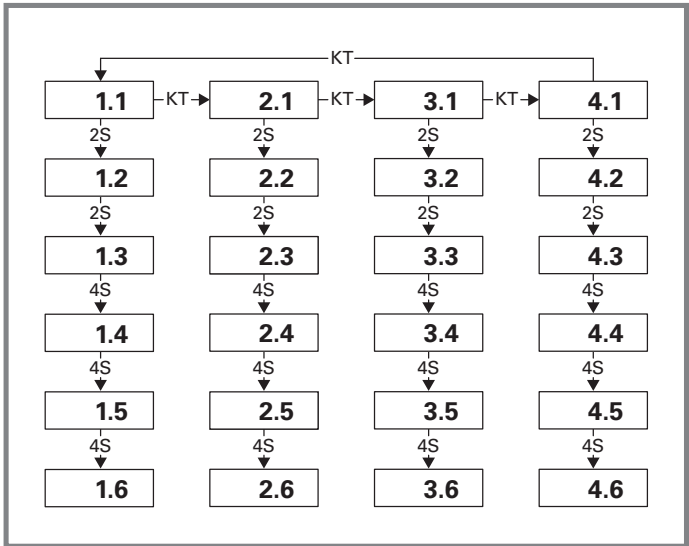 KT
1.1 KT 2.1 KT 3.1 KT 4.1
2S 2S 2S 2S
1.2 2.2 3.2 4.2
2S 2S 2S 2S
1.3 2.3 3.3 4.3
4S 4S 4S 4S
1.4 2.4 3.4 4.4
4S 4S 4S 4S
1.5 2.5 3.5 4.5
4S 4S 4S 4S
1.6 2.6 3.6 4.6